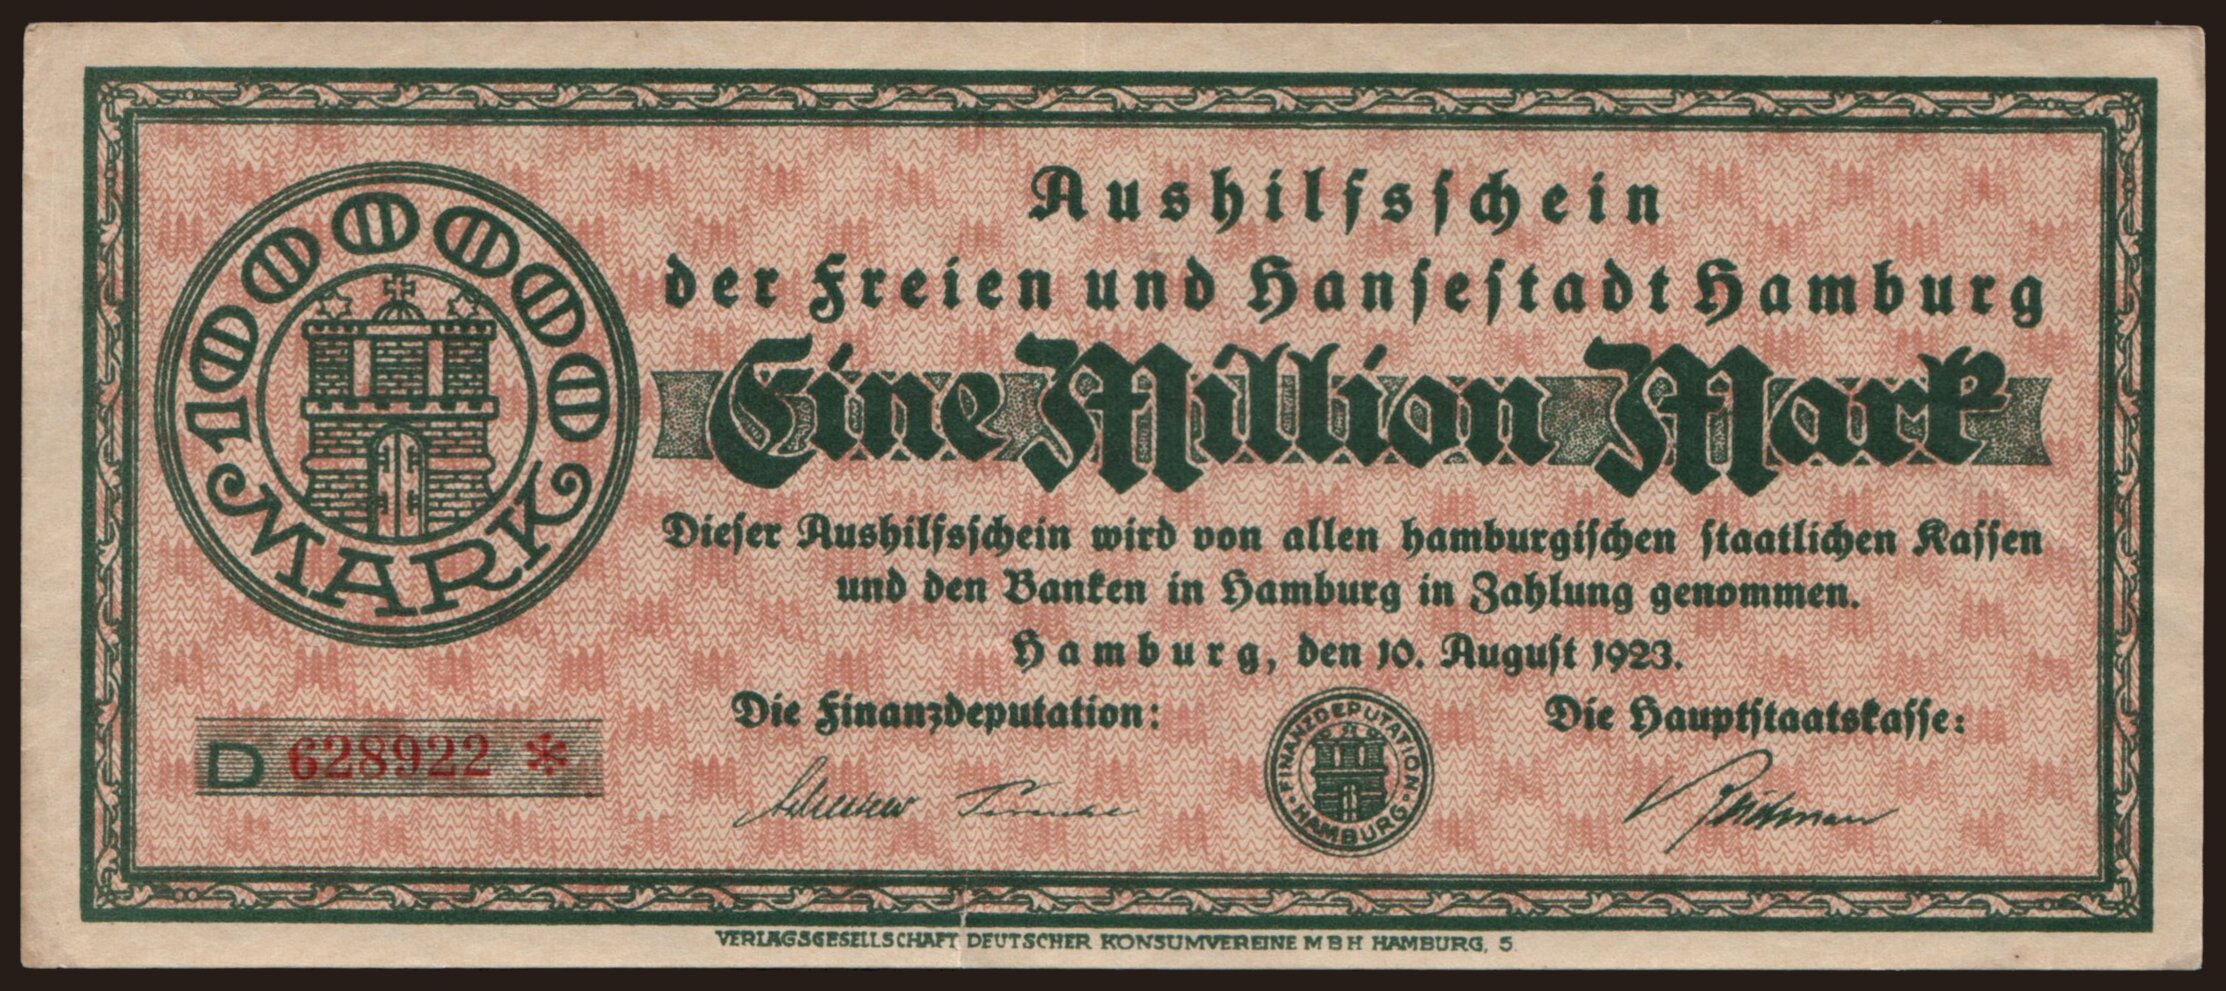 1000000
MARK
Aushilfsschein
der Freien und Hansestadt Hamburg
Eine Million Mark
Dieser Aushilfsschein wird von allen hamburgischen staatlichen Kassen
und den Banken in Hamburg in Zahlung genommen.
Hamburg, den 10. August 1923.
Die Finanzdeputation:
Die Hauptstaatskasse:
D 628922 *
FINANZDEPUTATION
HAMBURG
VERLAGSGESELLSCHAFT DEUTSCHER KONSUMVEREINE M B H HAMBURG, 5.